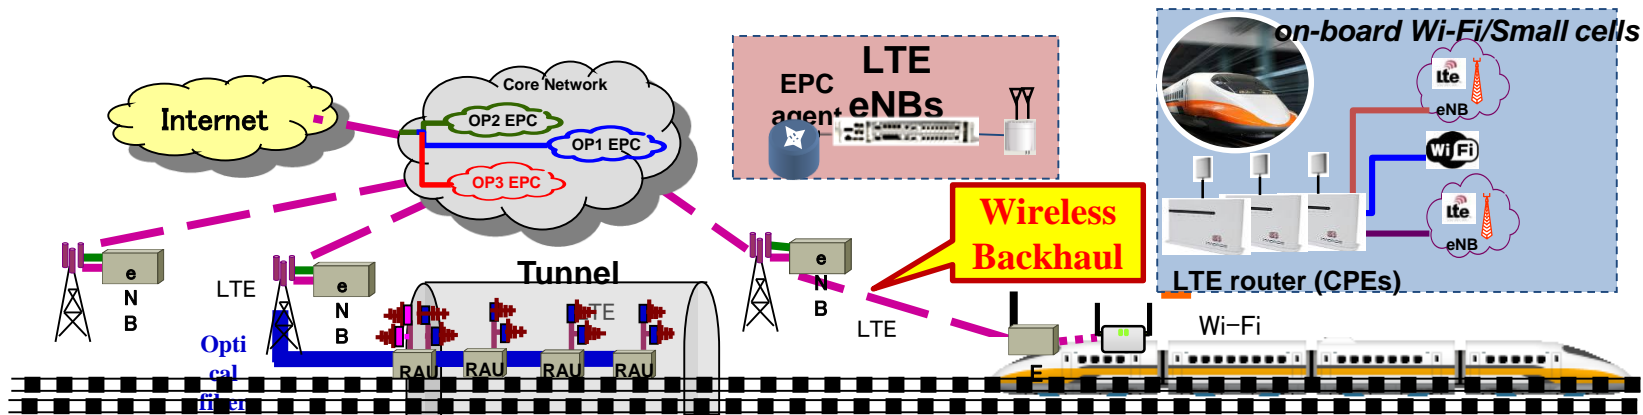 on-board Wi-Fi/Small cells
LTE
eNBs
EPC
agent
Core Network
Internet
OP2 EPC
OP1 EPC
OP3 EPC
lte
eNB
Wi Fi
lte
eNB
Wireless
Backhaul
LTE router (CPEs)
e
N
B
LTE
e
N
B
Tunnel
e
N
B
LTE
Wi-Fi
Opti
cal
fiber
RAU
RAU
RAU
RAU
E